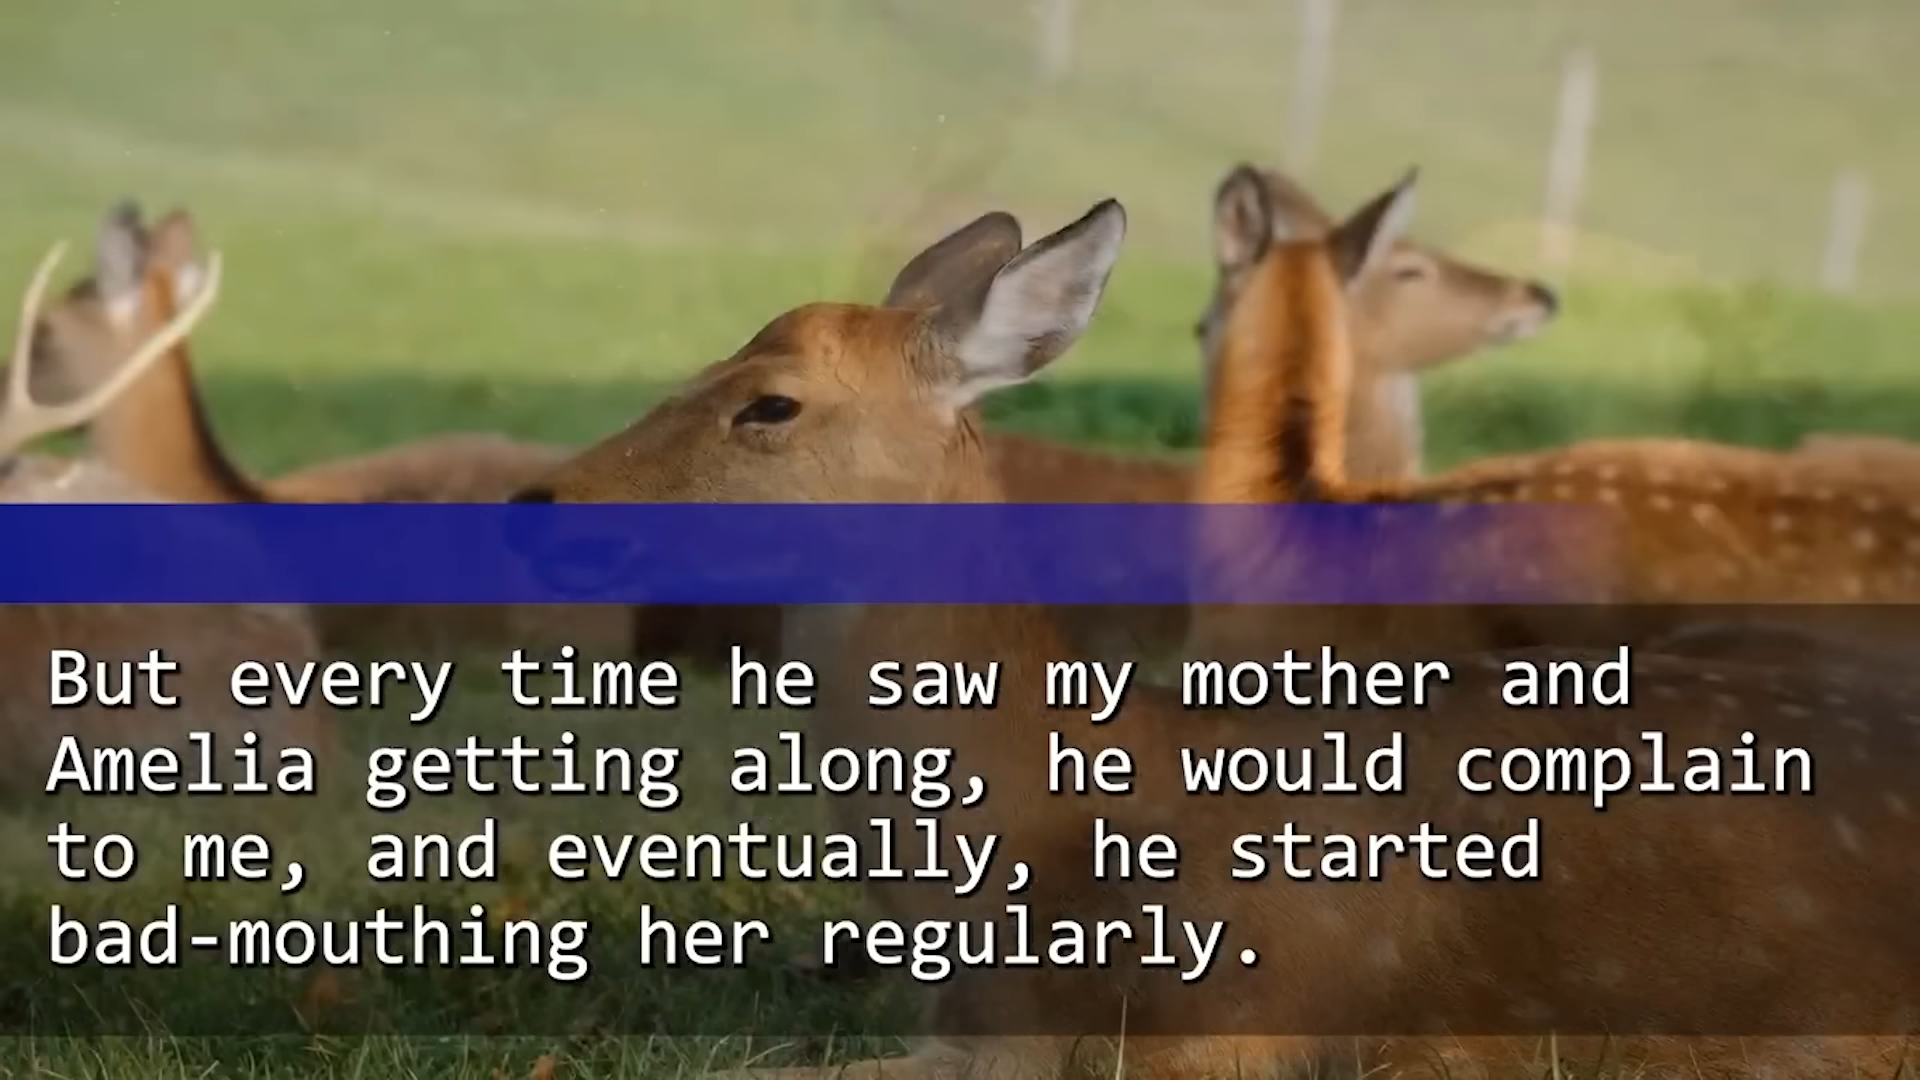 But every time he saw my mother and
Amelia getting along, he would complain
to me, and eventually, he started
bad-mouthing her regularly.